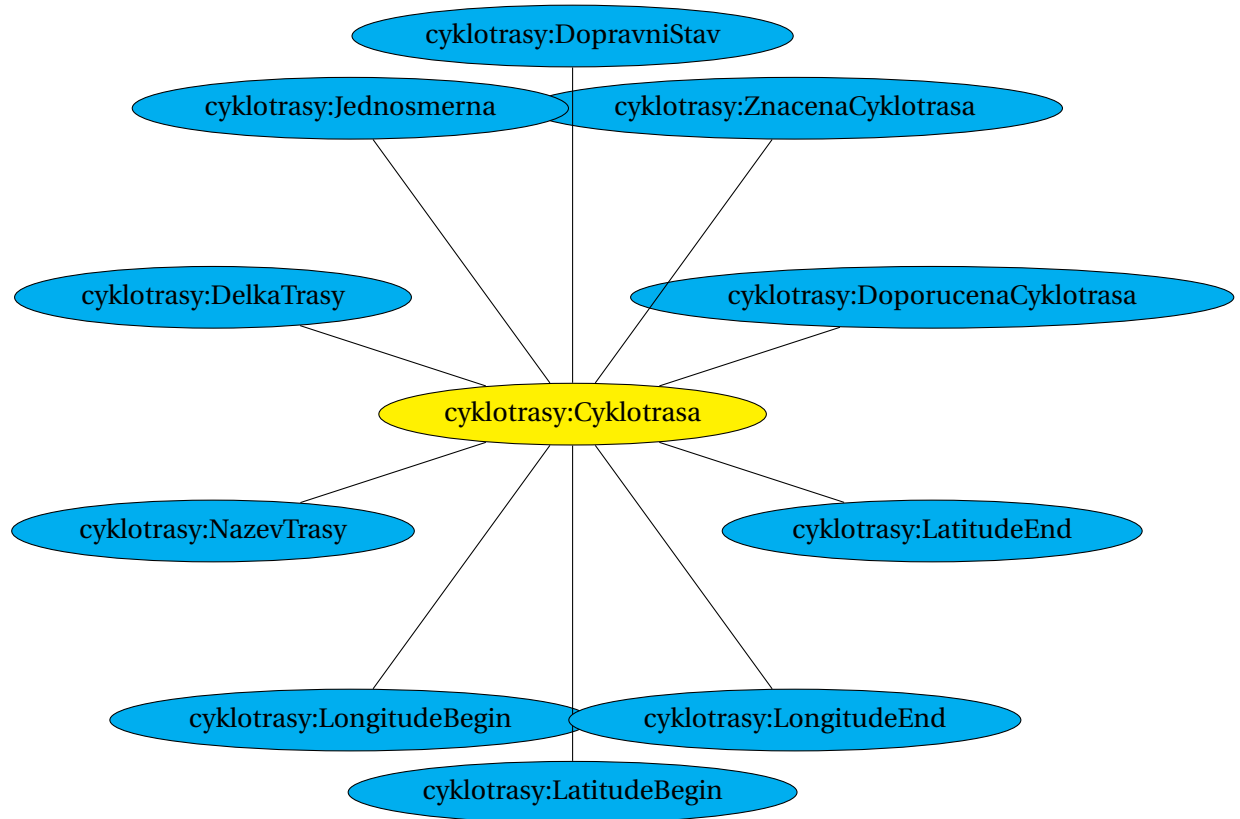 cyklotrasy:DopravniStav
cyklotrasy:Jednosmerna
cyklotrasy:ZnacenaCyklotrasa
cyklotrasy:DelkaTrasy
cyklotrasy:DoporucenaCyklotrasa
cyklotrasy:Cyklotrasa
cyklotrasy:NazevTrasy
cyklotrasy:LatitudeEnd
cyklotrasy:LongitudeBegin
cyklotrasy:LongitudeEnd
cyklotrasy:LatitudeBegin